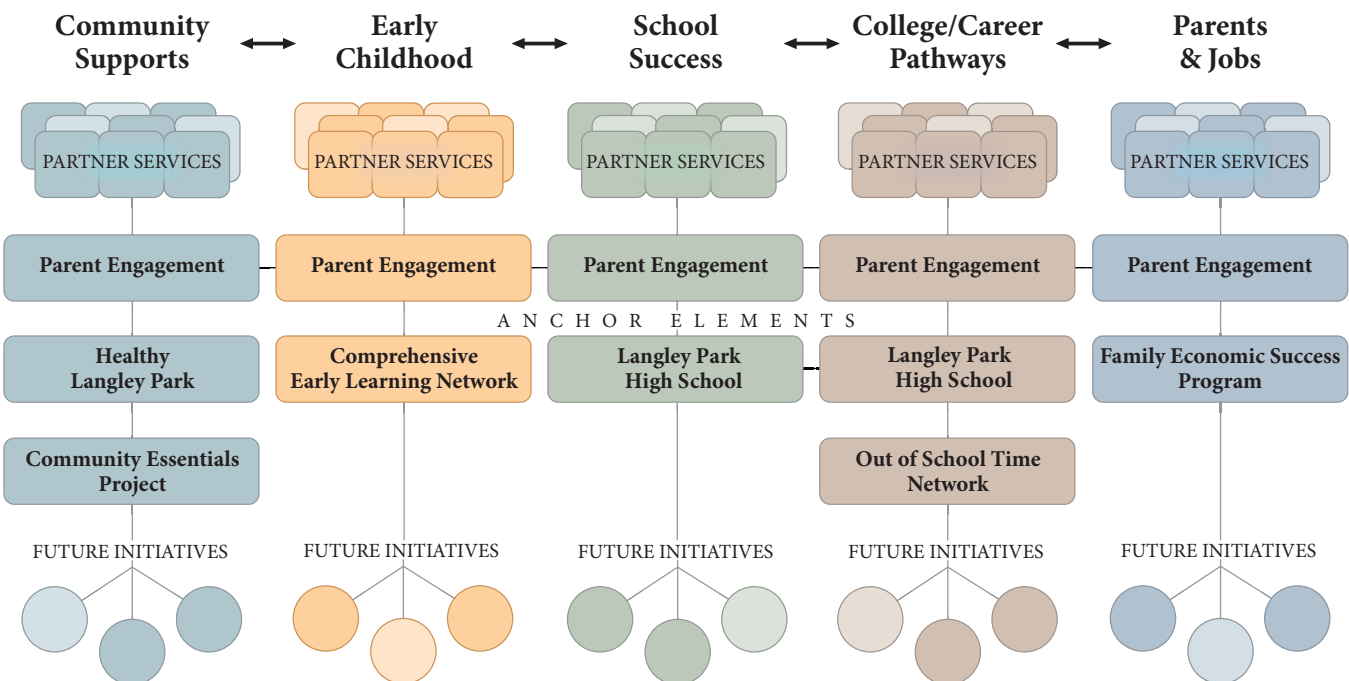 Community
Supports
Early
Childhood
School
Success
College/Career
Pathways
Parents
& Jobs
PARTNER SERVICES
PARTNER SERVICES
PARTNER SERVICES
PARTNER SERVICES
PARTNER SERVICES
Parent Engagement
Parent Engagement
Parent Engagement
Parent Engagement
Parent Engagement
ANCHOR ELEMENTS
Healthy
Langley Park
Comprehensive
Early Learning Network
Langley Park
High School
Langley Park
High School
Family Economic Success
Program
Community Essentials
Project
Out of School Time
Network
FUTURE INITIATIVES
FUTURE INITIATIVES
FUTURE INITIATIVES
FUTURE INITIATIVES
FUTURE INITIATIVES